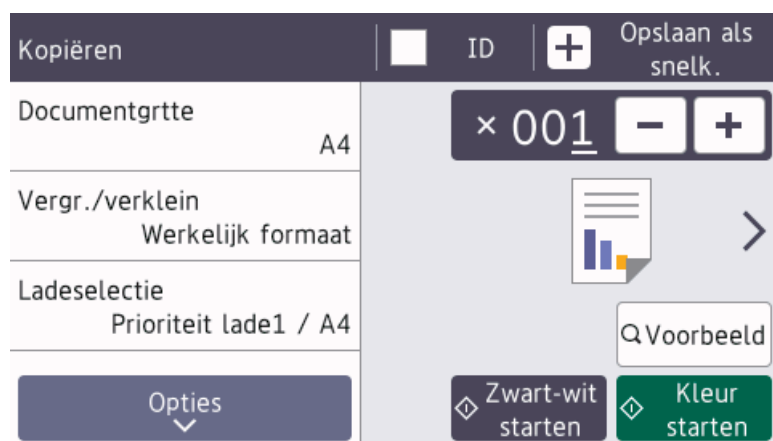 Kopiëren
ID
Opslaan als
snelk.
Documentgrtte
A4
Vergr./verklein
Werkelijk formaat
Ladeselectie
Prioriteit lade1 / A4
Opties
× 001
Voorbeeld
Zwart-wit
starten
Kleur
starten